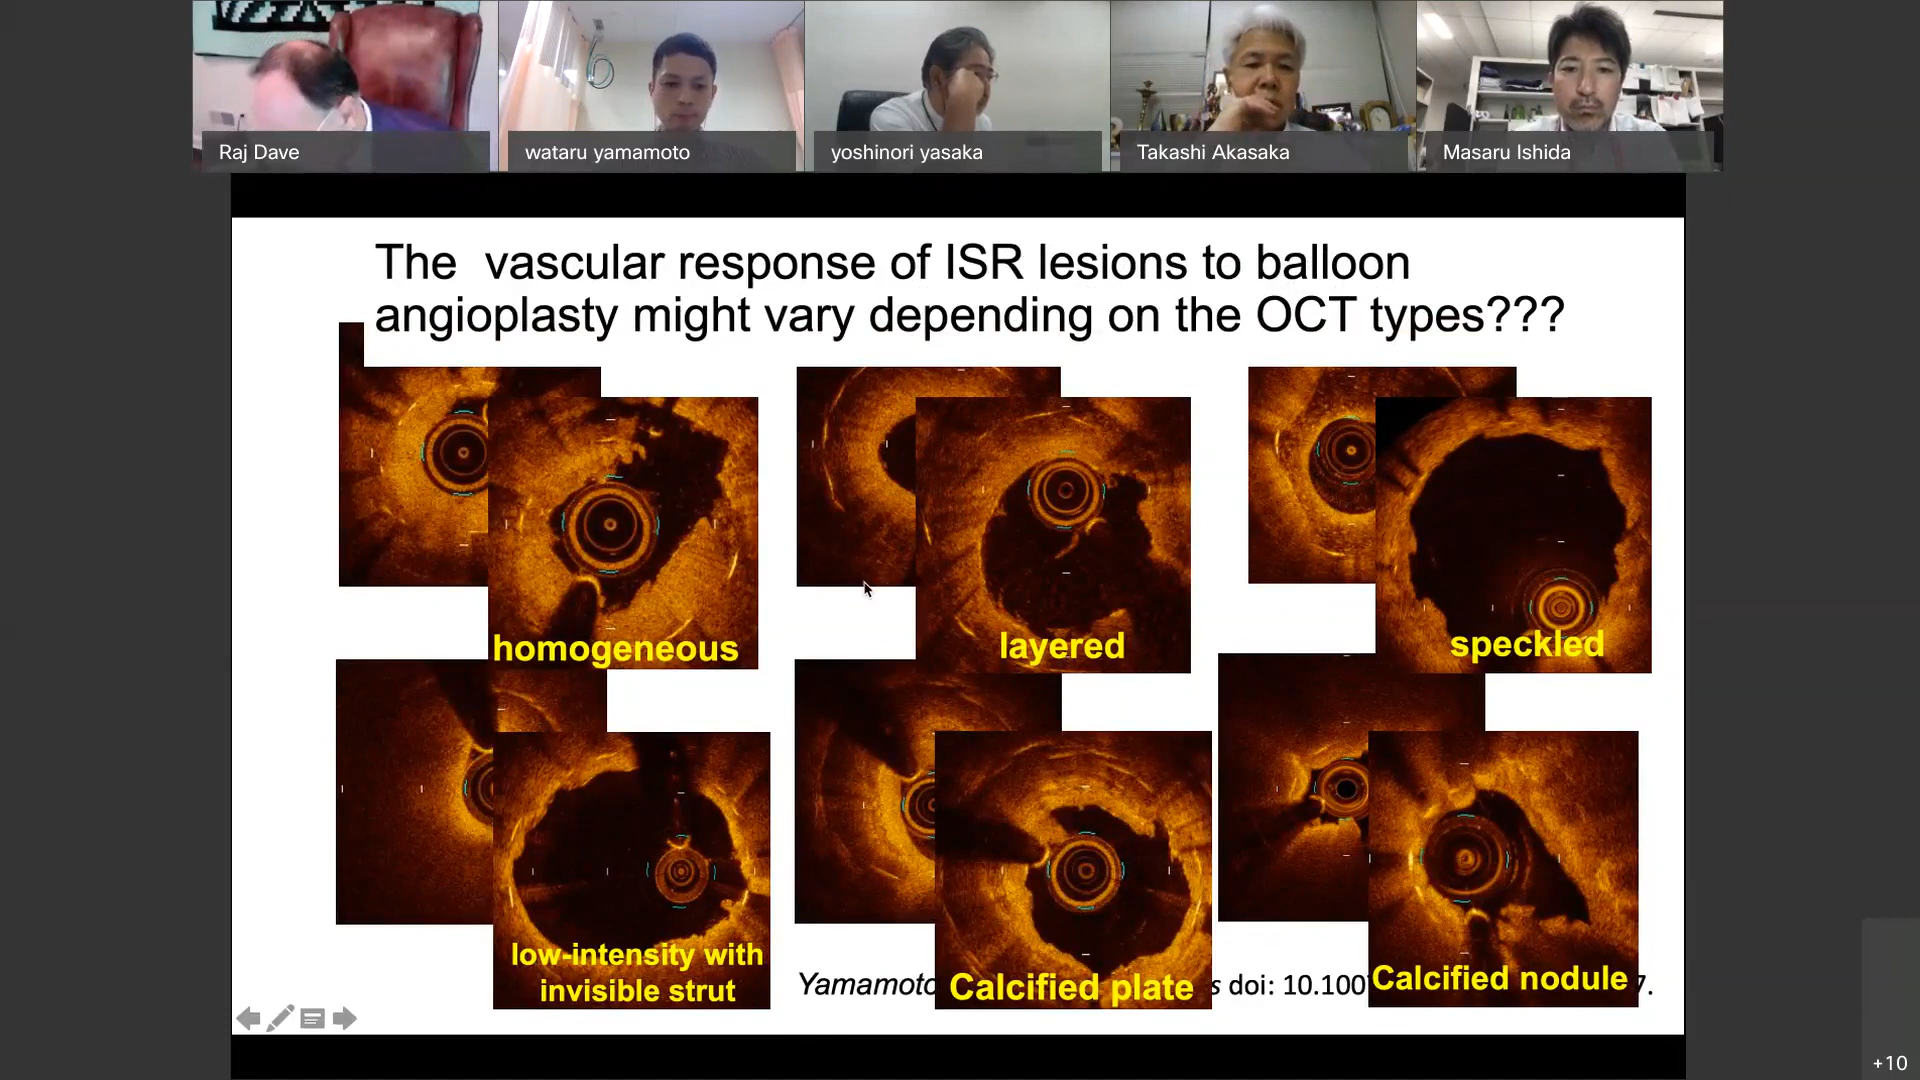 Raj Dave
wataru yamamoto
yoshinori yasaka
Takashi Akasaka
Masaru Ishida
The vascular response of ISR lesions to balloon
angioplasty might vary depending on the OCT types???
homogeneous
layered
speckled
low-intensity with
invisible strut
Calcified plate
Calcified nodule
Yamamoto s doi: 10.100 7.
+10